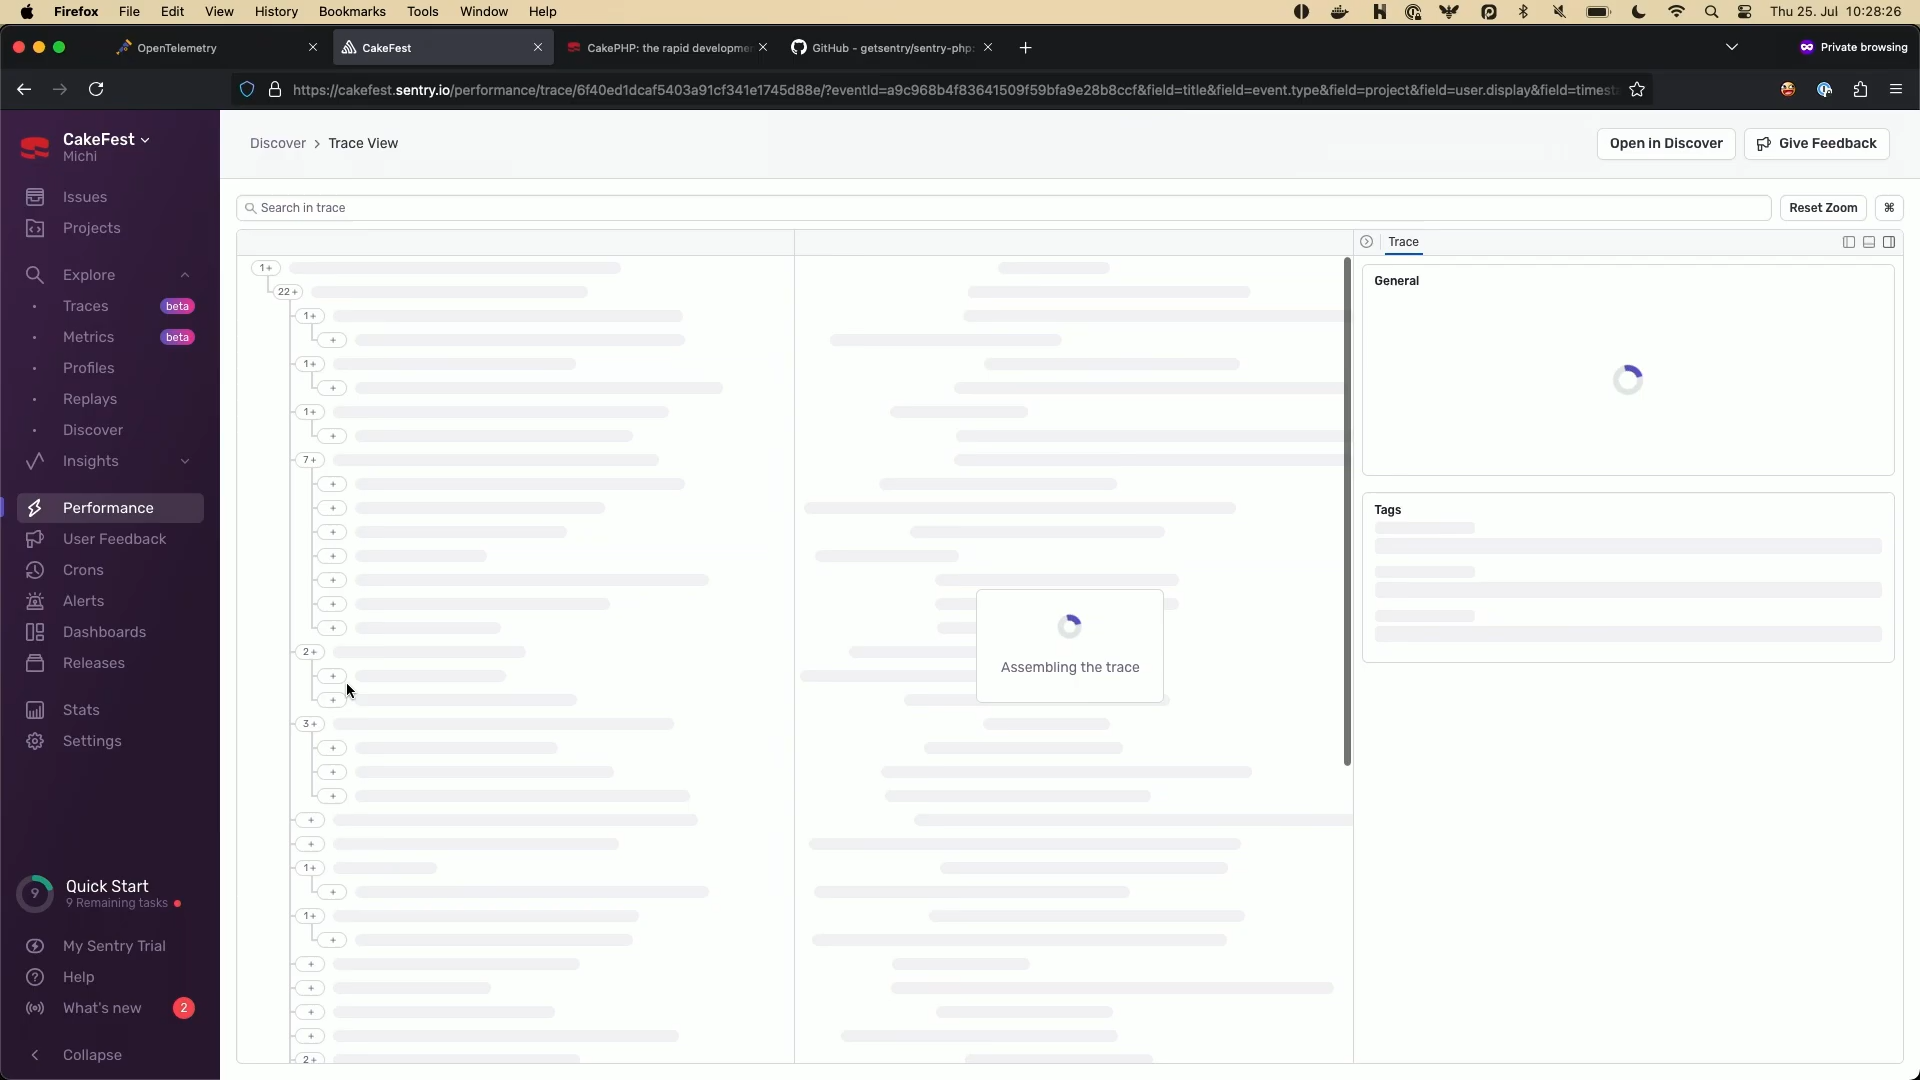 Firefox File Edit View History Bookmarks Tools Window Help
Thu 25. Jul 10:28:26
OpenTelemetry
CakeFest
CakePHP: the rapid developme
GitHub - getsentry/sentry-php:
Private browsing
https://cakefest.sentry.io/performance/trace/6f40ed1dcaf5403a91cf341e1745d88e/?eventId=a9c968b4f83641509f59bfa9e28b8ccf&field=title&field=event.type&field=project&field=user.display&field=timest
CakeFest
Michi
Issues
Projects
Explore
Traces beta
Metrics beta
Profiles
Replays
Discover
Insights
Performance
User Feedback
Crons
Alerts
Dashboards
Releases
Stats
Settings
9
Quick Start
9 Remaining tasks
My Sentry Trial
Help
What's new 2
Collapse
Discover > Trace View
Open in Discover
Give Feedback
Search in trace
Reset Zoom
⌘
1+
22+
1+
+
1+
+
1+
+
7+
+
+
+
+
+
+
+
2+
+
+
3+
+
+
+
+
+
1+
+
1+
+
+
+
+
+
2+
Assembling the trace
Trace
General
Tags